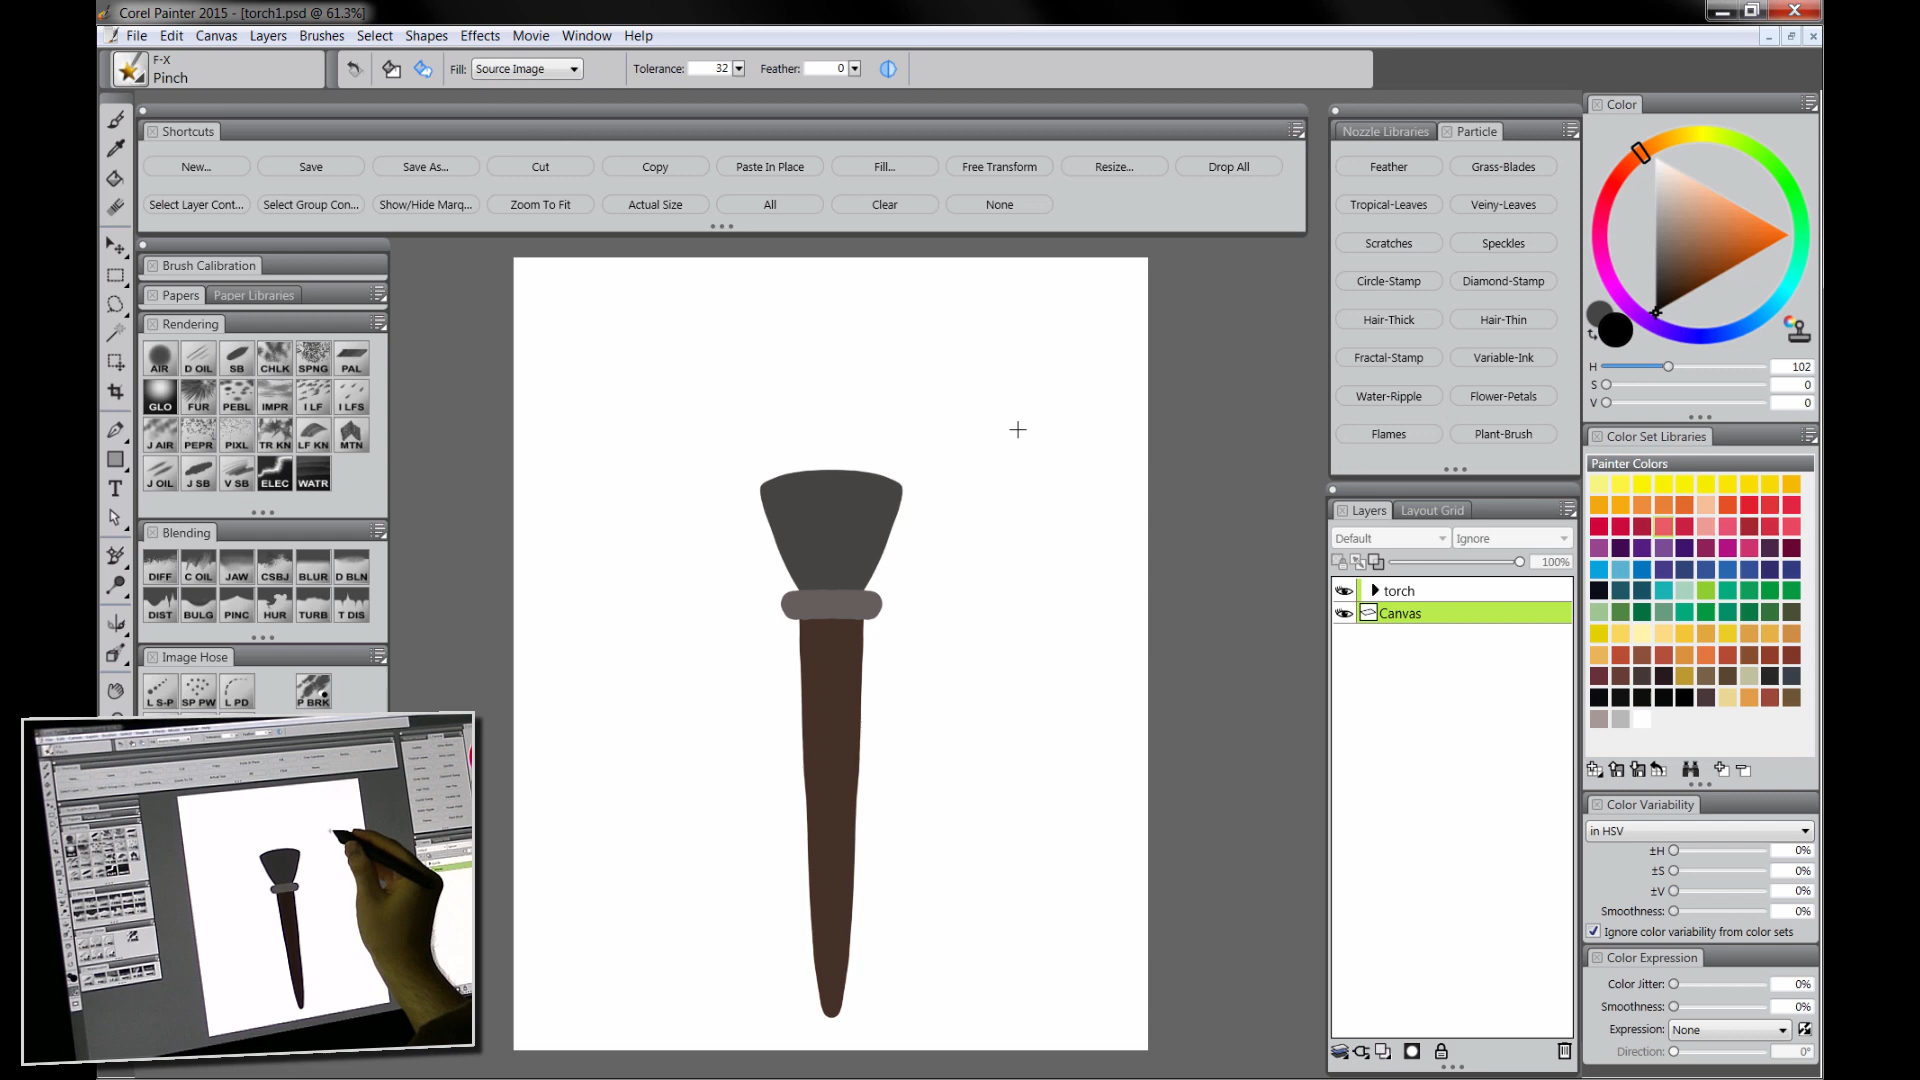 Corel Painter 2015 - [torch1.psd @ 61.3%]
File Edit Canvas Layers Brushes Select Shapes Effects Movie Window Help
F-X
Pinch
Fill: Source Image Tolerance: 32 Feather: 0
Shortcuts
New... Save Save As... Cut Copy Paste In Place Fill... Free Transform Resize... Drop All
Select Layer Cont... Select Group Con... Show/Hide Marq... Zoom To Fit Actual Size All Clear None
Brush Calibration
Papers Paper Libraries
Rendering
AIR D OIL SB CHLK SPNG PAL
GLO FUR PEBL IMPR I LF I LFS
J AIR PEPR PIXL TR KN LF KN MTN
J OIL J SB V SB ELEC WATR
Blending
DIFF C OIL JAW CSBJ BLUR D BLN
DIST BULG PINC HUR TURB T DIS
Image Hose
L S-P SP PW L PD P BRK
Nozzle Libraries Particle
Feather Grass-Blades
Tropical-Leaves Veiny-Leaves
Scratches Speckles
Circle-Stamp Diamond-Stamp
Hair-Thick Hair-Thin
Fractal-Stamp Variable-Ink
Water-Ripple Flower-Petals
Flames Plant-Brush
Layers Layout Grid
Default Ignore
100%
torch
Canvas
Color
H 102
S 0
V 0
Color Set Libraries
Painter Colors
Color Variability
in HSV
±H 0%
±S 0%
±V 0%
Smoothness: 0%
Ignore color variability from color sets
Color Expression
Color Jitter: 0%
Smoothness: 0%
Expression: None
Direction: 0°